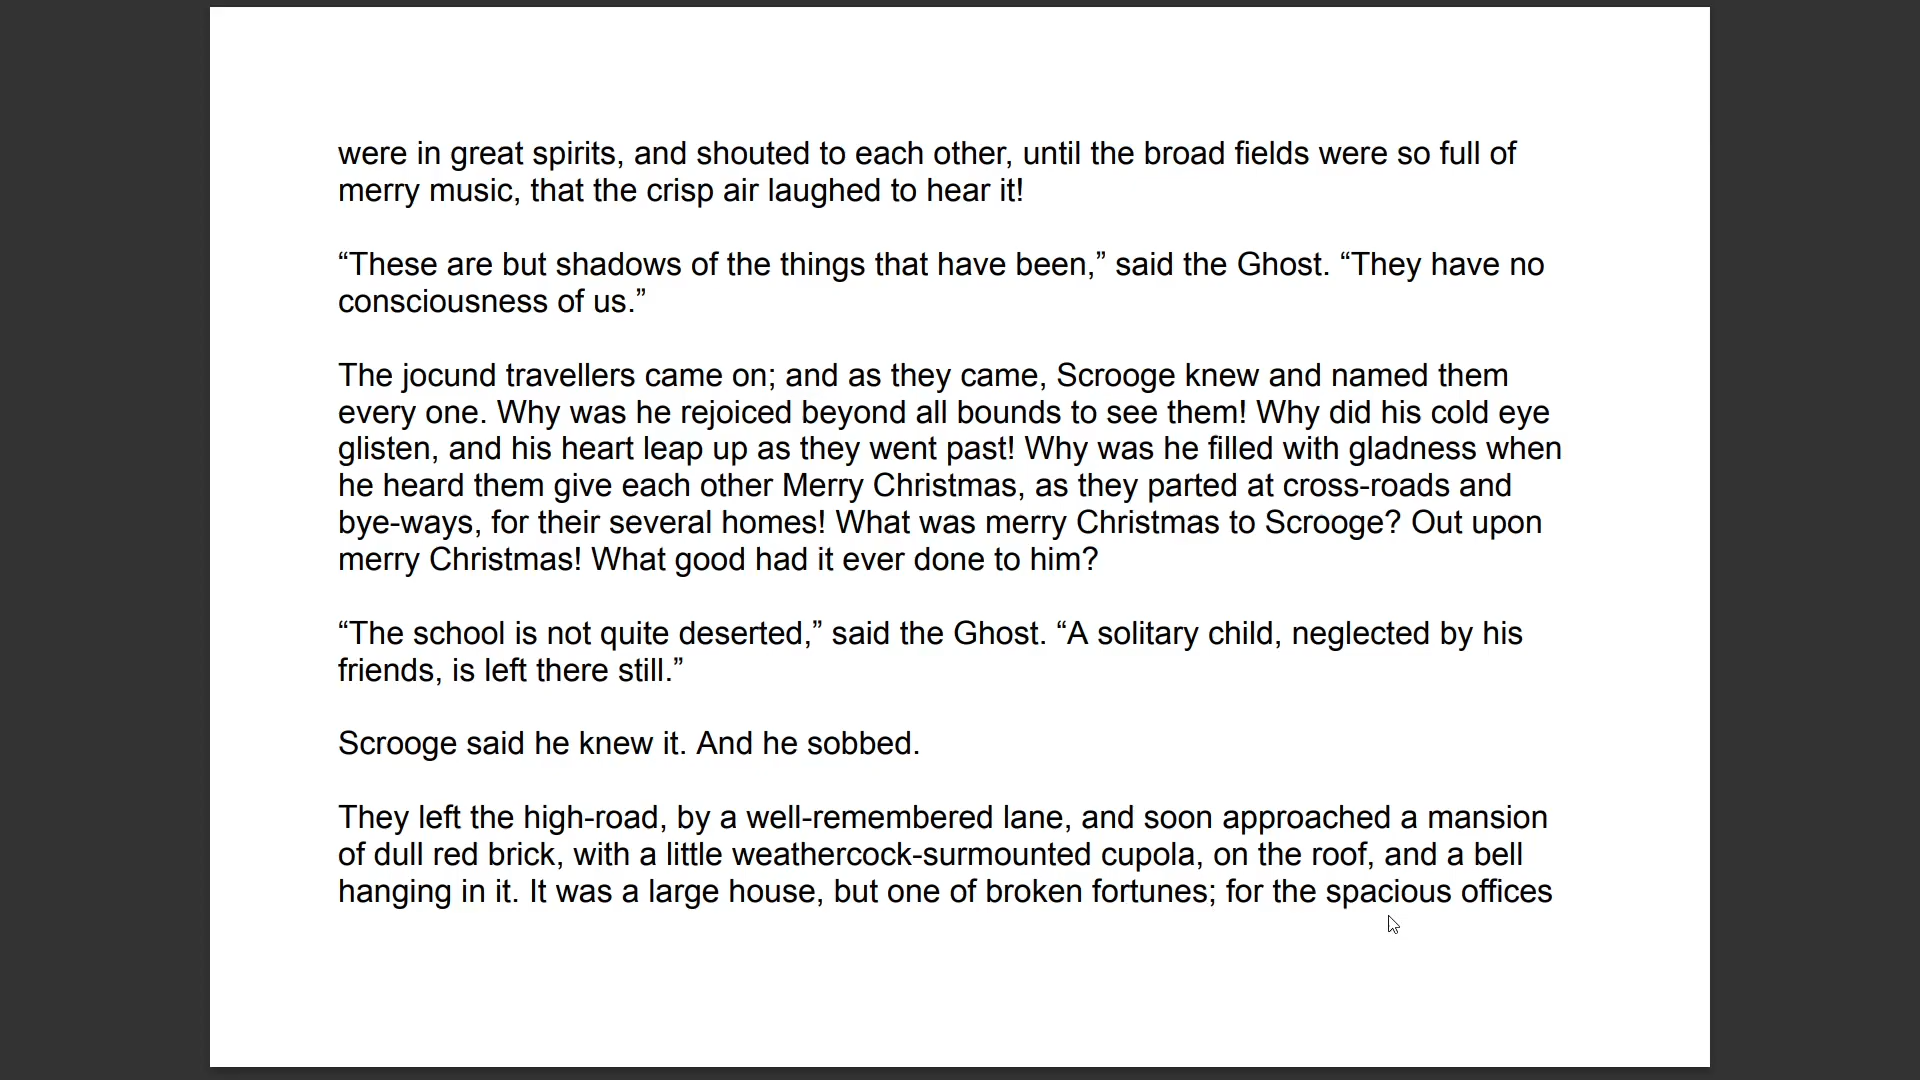 were in great spirits, and shouted to each other, until the broad fields were so full of
merry music, that the crisp air laughed to hear it!
“These are but shadows of the things that have been,” said the Ghost. “They have no
consciousness of us.”
The jocund travellers came on; and as they came, Scrooge knew and named them
every one. Why was he rejoiced beyond all bounds to see them! Why did his cold eye
glisten, and his heart leap up as they went past! Why was he filled with gladness when
he heard them give each other Merry Christmas, as they parted at cross-roads and
bye-ways, for their several homes! What was merry Christmas to Scrooge? Out upon
merry Christmas! What good had it ever done to him?
“The school is not quite deserted,” said the Ghost. “A solitary child, neglected by his
friends, is left there still.”
Scrooge said he knew it. And he sobbed.
They left the high-road, by a well-remembered lane, and soon approached a mansion
of dull red brick, with a little weathercock-surmounted cupola, on the roof, and a bell
hanging in it. It was a large house, but one of broken fortunes; for the spacious offices